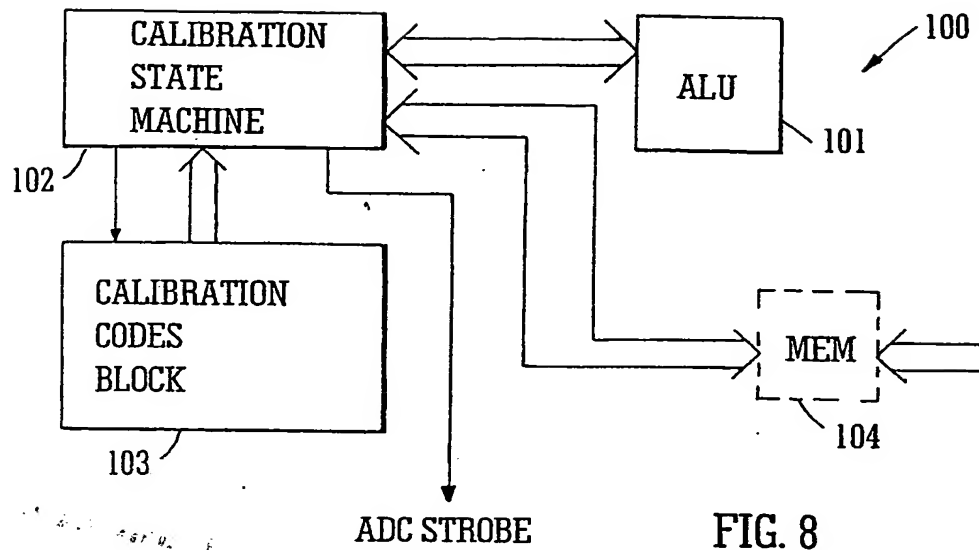 CALIBRATION
STATE
MACHINE
ALU
100
101
102
CALIBRATION
CODES
BLOCK
MEM
103
104
ADC STROBE
FIG. 8